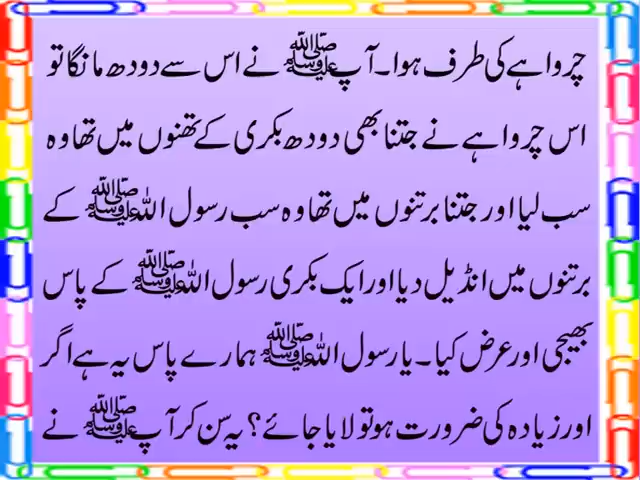 چرواہے کی طرف ہوا۔ آپ ﷺ نے اس سے دودھ مانگا تو
اس چرواہے نے جتنا بھی دودھ بکری کے تھنوں میں تھا وہ
سب لیا اور جتنا برتنوں میں تھا وہ سب رسول اللہ ﷺ کے
برتنوں میں انڈیل دیا اور ایک بکری رسول اللہ ﷺ کے پاس
بھیجی اور عرض کیا۔ یا رسول اللہ ﷺ ہمارے پاس یہ ہے اگر
اور زیادہ کی ضرورت ہو تو لایا جائے؟ یہ سن کر آپ ﷺ نے